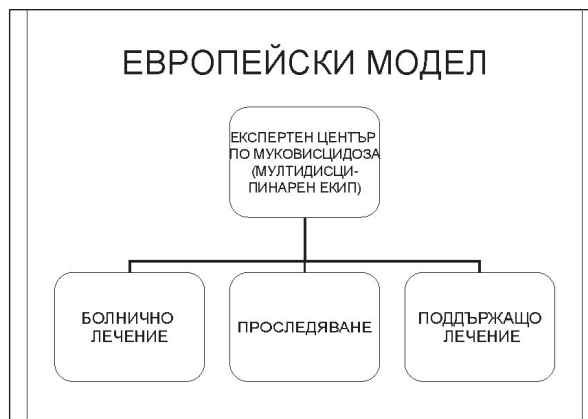 ЕВРОПЕЙСКИ МОДЕЛ
ЕКСПЕРТЕН ЦЕНТЪР
ПО МУКОВИСЦИДОЗА
(МУЛТИДИСЦИ-
ПИНАРЕН ЕКИП)
БОЛНИЧНО
ЛЕЧЕНИЕ
ПРОСЛЕДЯВАНЕ
ПОДДЪРЖАЩО
ЛЕЧЕНИЕ